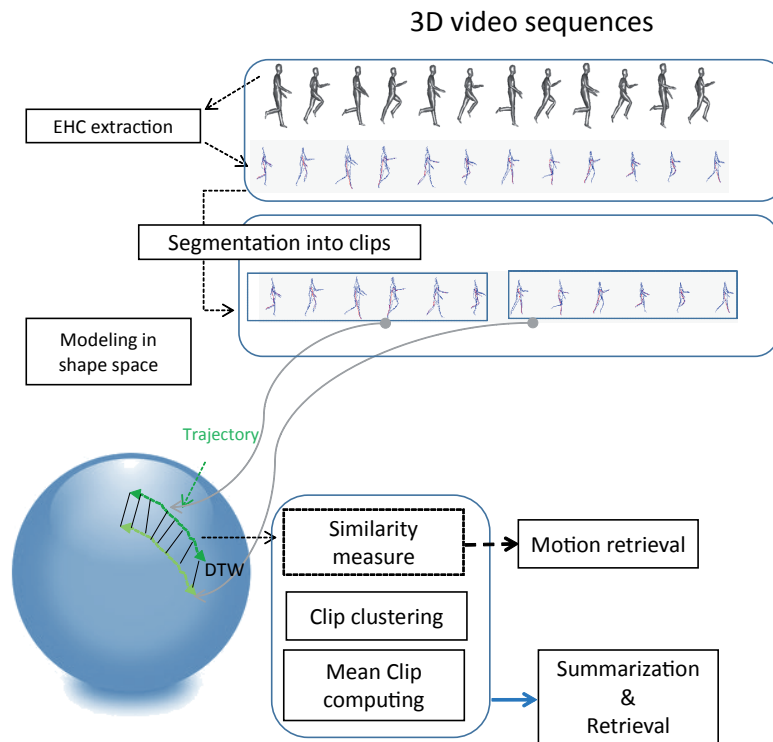 3D video sequences
EHC extraction
Segmentation into clips
Modeling in
shape space
Trajectory
DTW
Similarity
measure
Motion retrieval
Clip clustering
Mean Clip
computing
Summarization
&
Retrieval